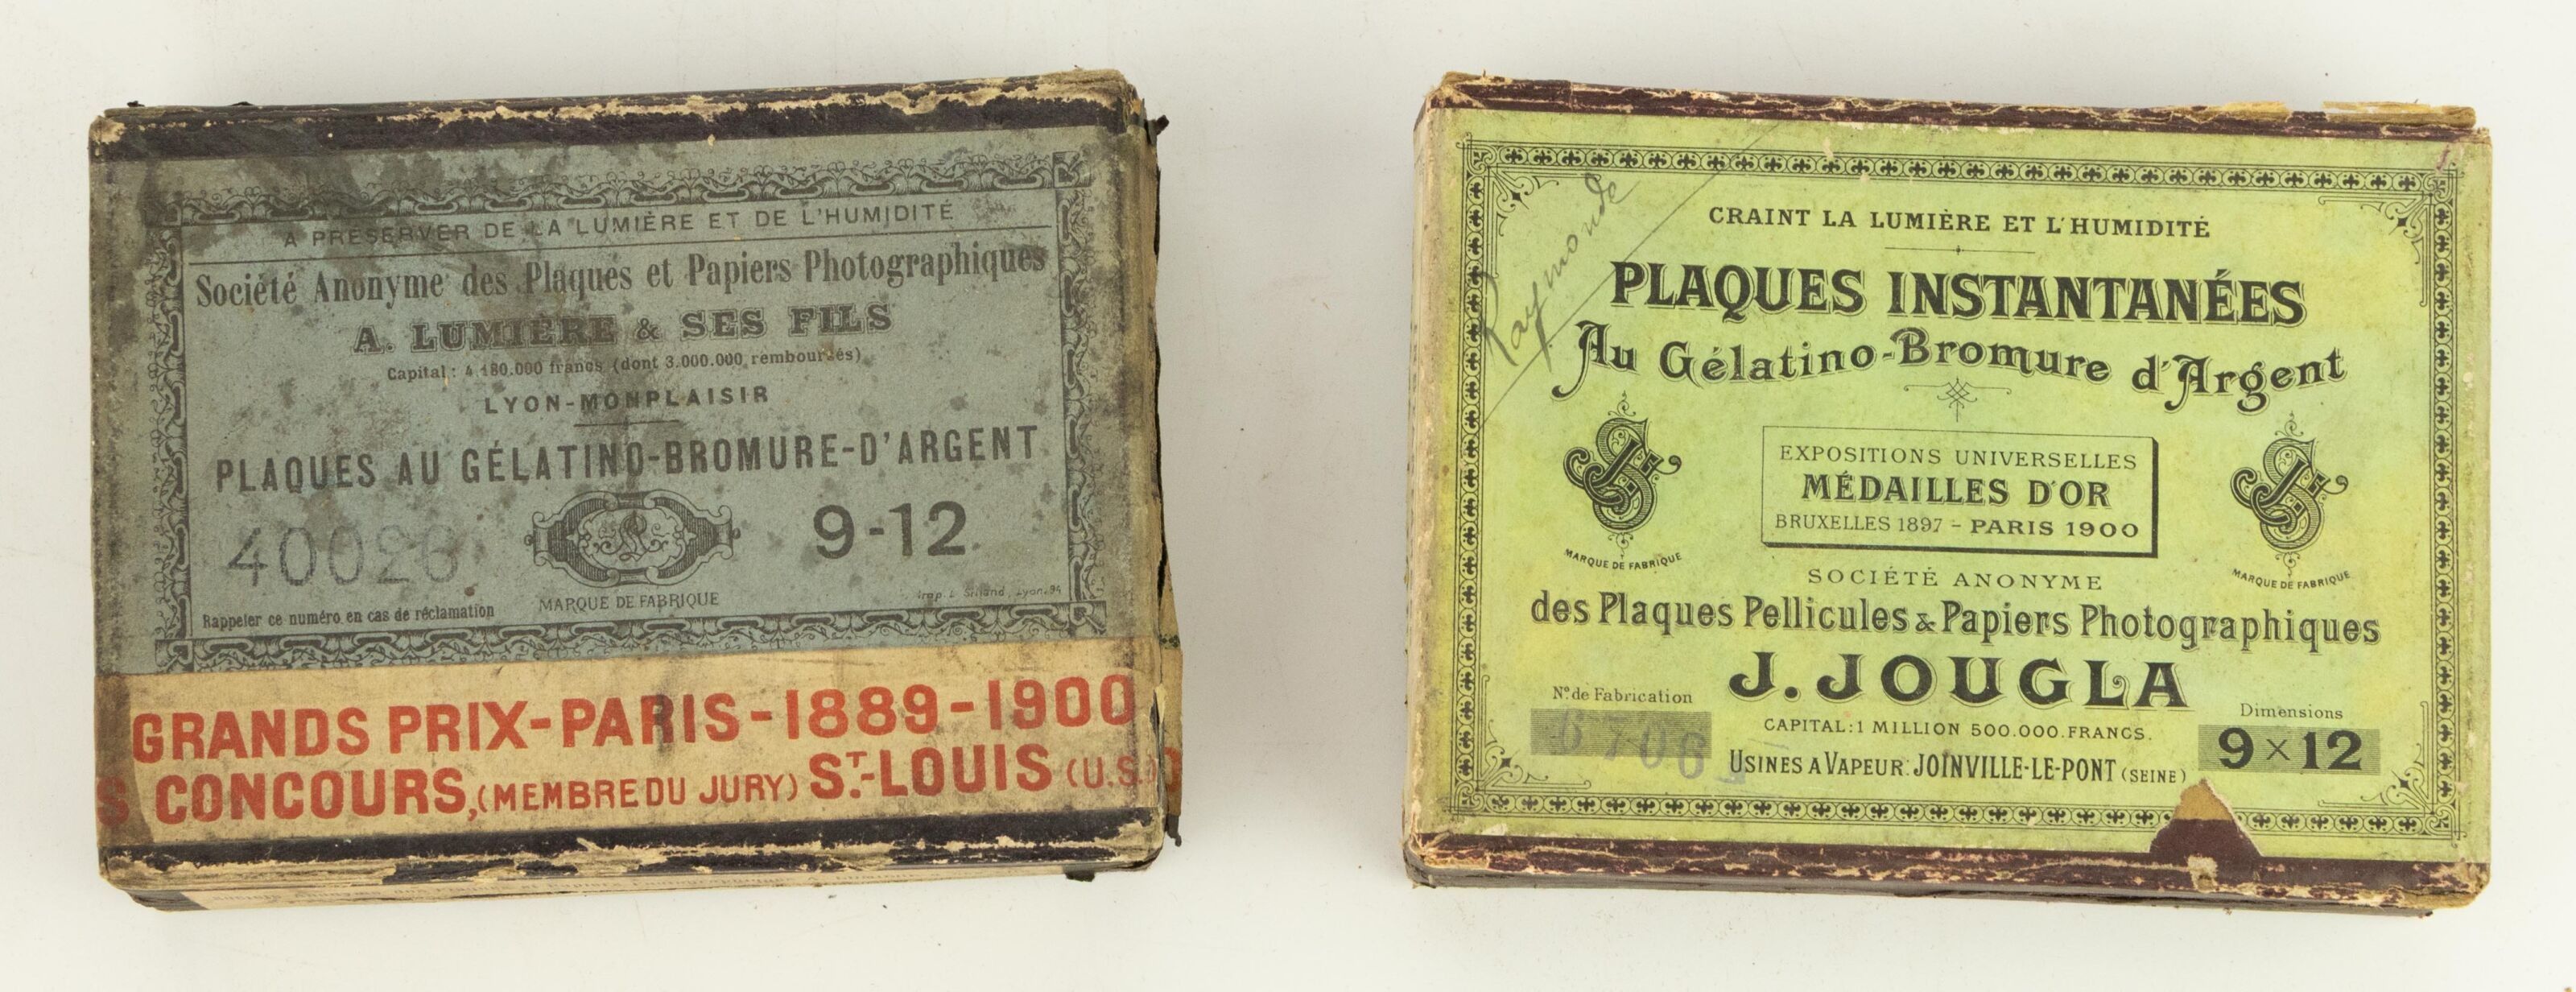 A PRÉSERVER DE LA LUMIÈRE ET DE L'HUMIDITÉ
Société Anonyme des Plaques et Papiers Photographiques
A. LUMIÈRE & SES FILS
Capital : 4.180.000 francs (dont 3.000.000 remboursés)
LYON-MONPLAISIR
PLAQUES AU GÉLATINO-BROMURE-D'ARGENT
40026
9-12
Rappeler ce numéro en cas de réclamation
MARQUE DE FABRIQUE
Imp. L. Lyon.
GRANDS PRIX-PARIS-1889-1900
S CONCOURS, (MEMBRE DU JURY) ST-LOUIS (U.S.
Raymonde
CRAINT LA LUMIÈRE ET L'HUMIDITÉ
PLAQUES INSTANTANÉES
Au Gélatino-Bromure d'Argent
EXPOSITIONS UNIVERSELLES
MÉDAILLES D'OR
BRUXELLES 1897 - PARIS 1900
MARQUE DE FABRIQUE
MARQUE DE FABRIQUE
SOCIÉTÉ ANONYME
des Plaques Pellicules & Papiers Photographiques
J. JOUGLA
N° de Fabrication
Dimensions
CAPITAL: 1 MILLION 500.000 FRANCS.
9×12
USINES A VAPEUR: JOINVILLE-LE-PONT (SEINE)